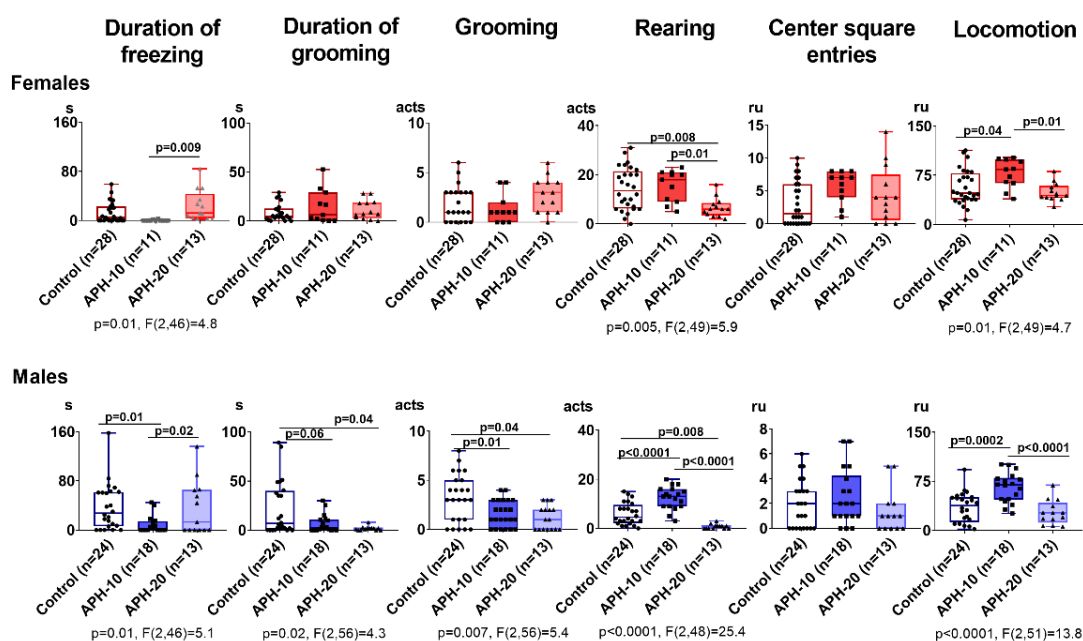 Duration of freezing
Duration of grooming
Grooming
Rearing
Center square entries
Locomotion
Females
s
160
80
0
p=0.009
Control (n=28)
APH-10 (n=11)
APH-20 (n=13)
p=0.01, F(2,46)=4.8
s
100
50
0
Control (n=28)
APH-10 (n=11)
APH-20 (n=13)
acts
10
5
0
Control (n=28)
APH-10 (n=11)
APH-20 (n=13)
acts
40
20
0
p=0.008
p=0.01
Control (n=28)
APH-10 (n=11)
APH-20 (n=13)
p=0.005, F(2,49)=5.9
ru
15
10
5
0
Control (n=28)
APH-10 (n=11)
APH-20 (n=13)
ru
150
75
0
p=0.04
p=0.01
Control (n=28)
APH-10 (n=11)
APH-20 (n=13)
p=0.01, F(2,49)=4.7
Males
s
160
80
0
p=0.01
p=0.02
Control (n=24)
APH-10 (n=18)
APH-20 (n=13)
p=0.01, F(2,46)=5.1
s
100
50
0
p=0.04
p=0.06
Control (n=24)
APH-10 (n=18)
APH-20 (n=13)
p=0.02, F(2,56)=4.3
acts
10
5
0
p=0.04
p=0.01
Control (n=24)
APH-10 (n=18)
APH-20 (n=13)
p=0.007, F(2,56)=5.4
acts
40
20
0
p=0.008
p<0.0001
p<0.0001
Control (n=24)
APH-10 (n=18)
APH-20 (n=13)
p<0.0001, F(2,48)=25.4
ru
8
6
4
2
0
Control (n=24)
APH-10 (n=18)
APH-20 (n=13)
ru
150
75
0
p=0.0002
p<0.0001
Control (n=24)
APH-10 (n=18)
APH-20 (n=13)
p<0.0001, F(2,51)=13.8